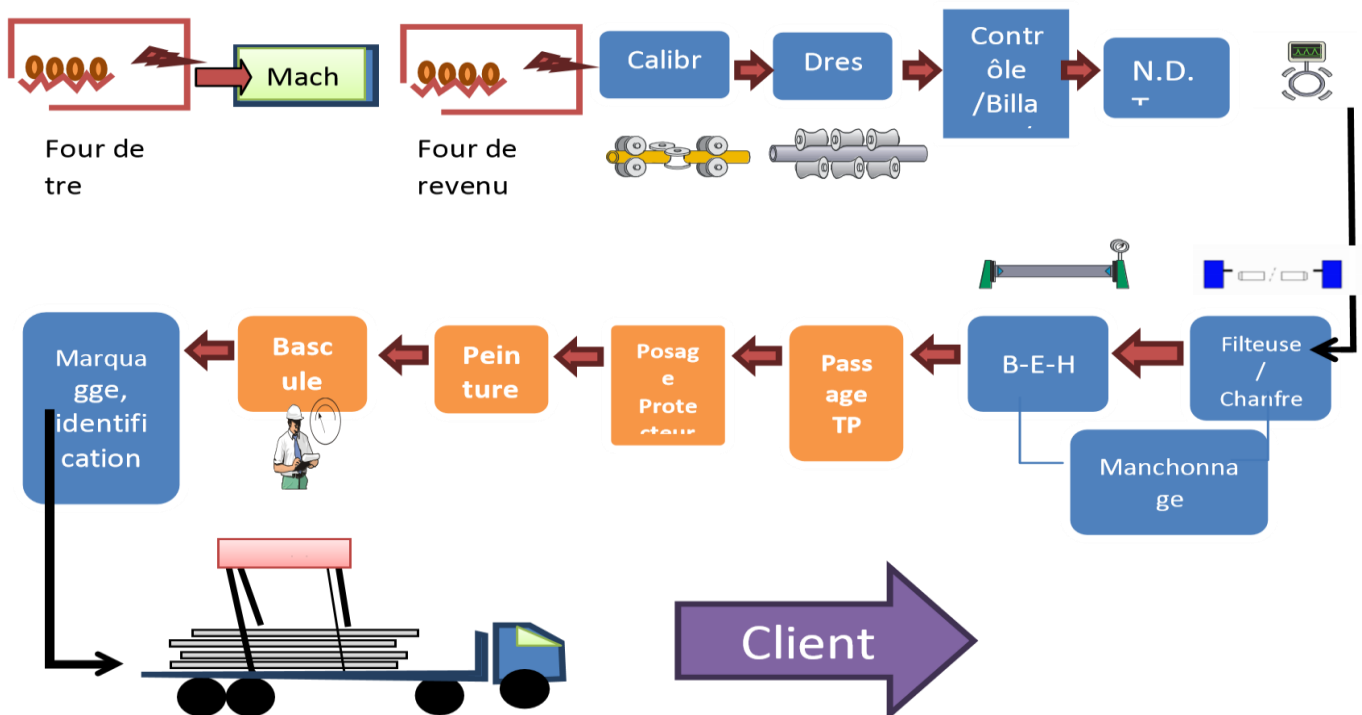 Mach
Calibr
Dres
Contr
ôle
/Billa
N.D.
Four de
tre
Four de
revenu
Marqua
gge,
identifi
cation
Basc
ule
Pein
ture
Posag
e
Prote
cteur
Pass
age
TP
B-E-H
Filteuse
/
Chanfre
Manchonna
ge
Client